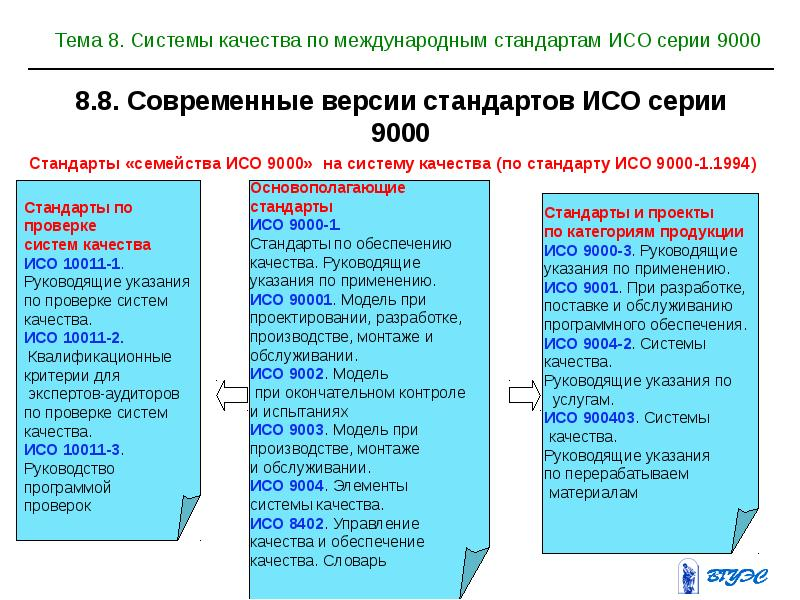 Тема 8. Системы качества по международным стандартам ИСО серии 9000
8.8. Современные версии стандартов ИСО серии
9000
Стандарты «семейства ИСО 9000» на систему качества (по стандарту ИСО 9000-1.1994)
Стандарты по
проверке
систем качества
ИСО 10011-1.
Руководящие указания
по проверке систем
качества.
ИСО 10011-2.
Квалификационные
критерии для
экспертов-аудиторов
по проверке систем
качества.
ИСО 10011-3.
Руководство
программой
проверок
Основополагающие
стандарты
ИСО 9000-1.
Стандарты по обеспечению
качества. Руководящие
указания по применению.
ИСО 90001. Модель при
проектировании, разработке,
производстве, монтаже и
обслуживании.
ИСО 9002. Модель
при окончательном контроле
и испытаниях
ИСО 9003. Модель при
производстве, монтаже
и обслуживании.
ИСО 9004. Элементы
системы качества.
ИСО 8402. Управление
качества и обеспечение
качества. Словарь
Стандарты и проекты
по категориям продукции
ИСО 9000-3. Руководящие
указания по применению.
ИСО 9001. При разработке,
поставке и обслуживанию
программного обеспечения.
ИСО 9004-2. Системы
качества.
Руководящие указания по
услугам.
ИСО 900403. Системы
качества.
Руководящие указания
по перерабатываем
материалам
ВГУЭС